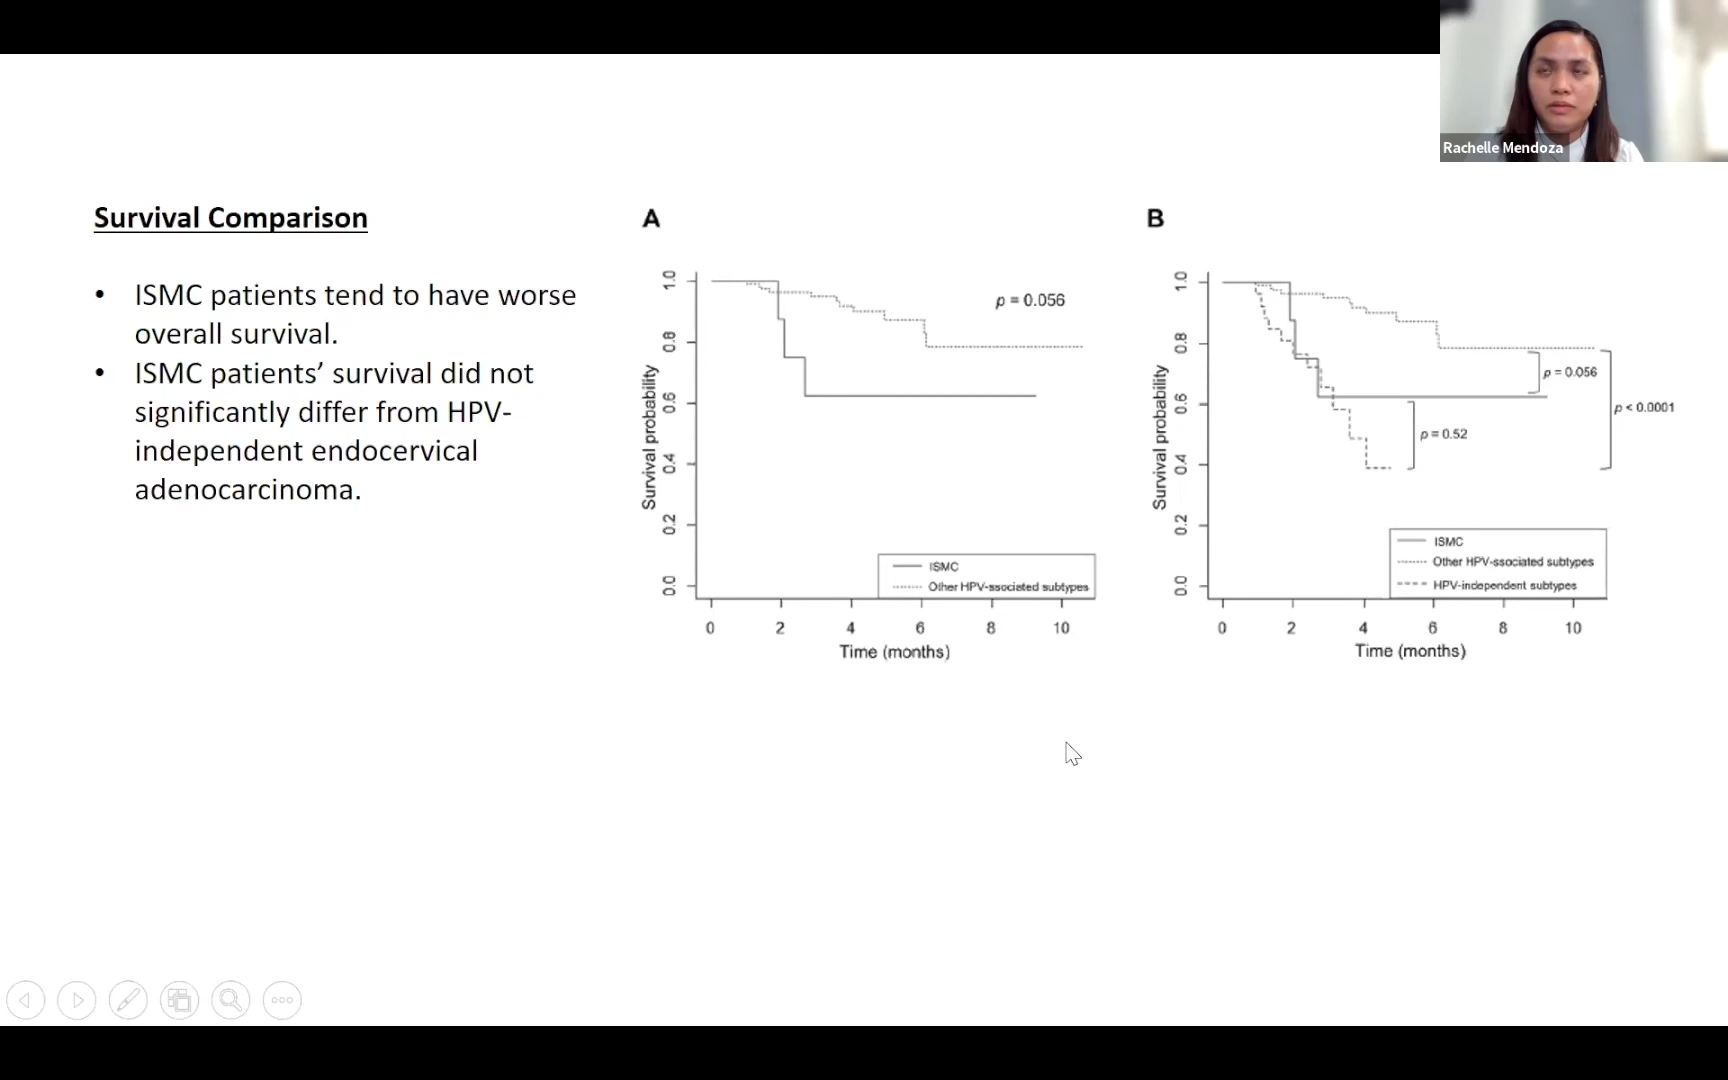 Rachelle Mendoza
Survival Comparison
• ISMC patients tend to have worse
overall survival.
• ISMC patients’ survival did not
significantly differ from HPV-
independent endocervical
adenocarcinoma.
A
p = 0.056
Survival probability
1.0
0.8
0.6
0.4
0.2
0.0
ISMC
Other HPV-ssociated subtypes
0 2 4 6 8 10
Time (months)
B
Survival probability
1.0
0.8
0.6
0.4
0.2
0.0
p = 0.056
p < 0.0001
p = 0.52
ISMC
Other HPV-ssociated subtypes
HPV-independent subtypes
0 2 4 6 8 10
Time (months)